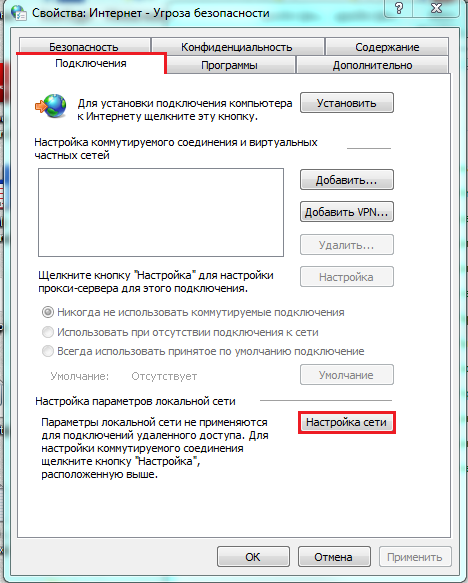 Свойства: Интернет - Угроза безопасности
Безопасность
Конфиденциальность
Содержание
Подключения
Программы
Дополнительно
Для установки подключения компьютера
к Интернету щелкните эту кнопку.
Установить
Настройка коммутируемого соединения и виртуальных
частных сетей
Добавить...
Добавить VPN...
Удалить...
Щелкните кнопку "Настройка" для настройки
прокси-сервера для этого подключения.
Настройка
Никогда не использовать коммутируемые подключения
Использовать при отсутствии подключения к сети
Всегда использовать принятое по умолчанию подключение
Умолчание: Отсутствует
Умолчание
Настройка параметров локальной сети
Параметры локальной сети не применяются
для подключений удаленного доступа. Для
настройки коммутируемого соединения
щелкните кнопку "Настройка",
расположенную выше.
Настройка сети
ОК
Отмена
Применить